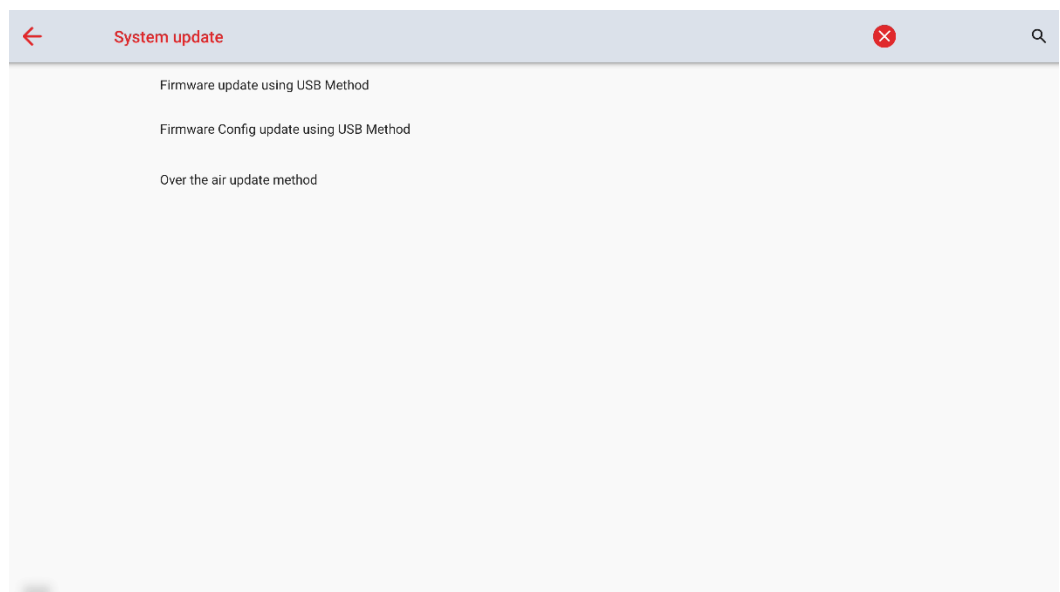 System update
Firmware update using USB Method
Firmware Config update using USB Method
Over the air update method